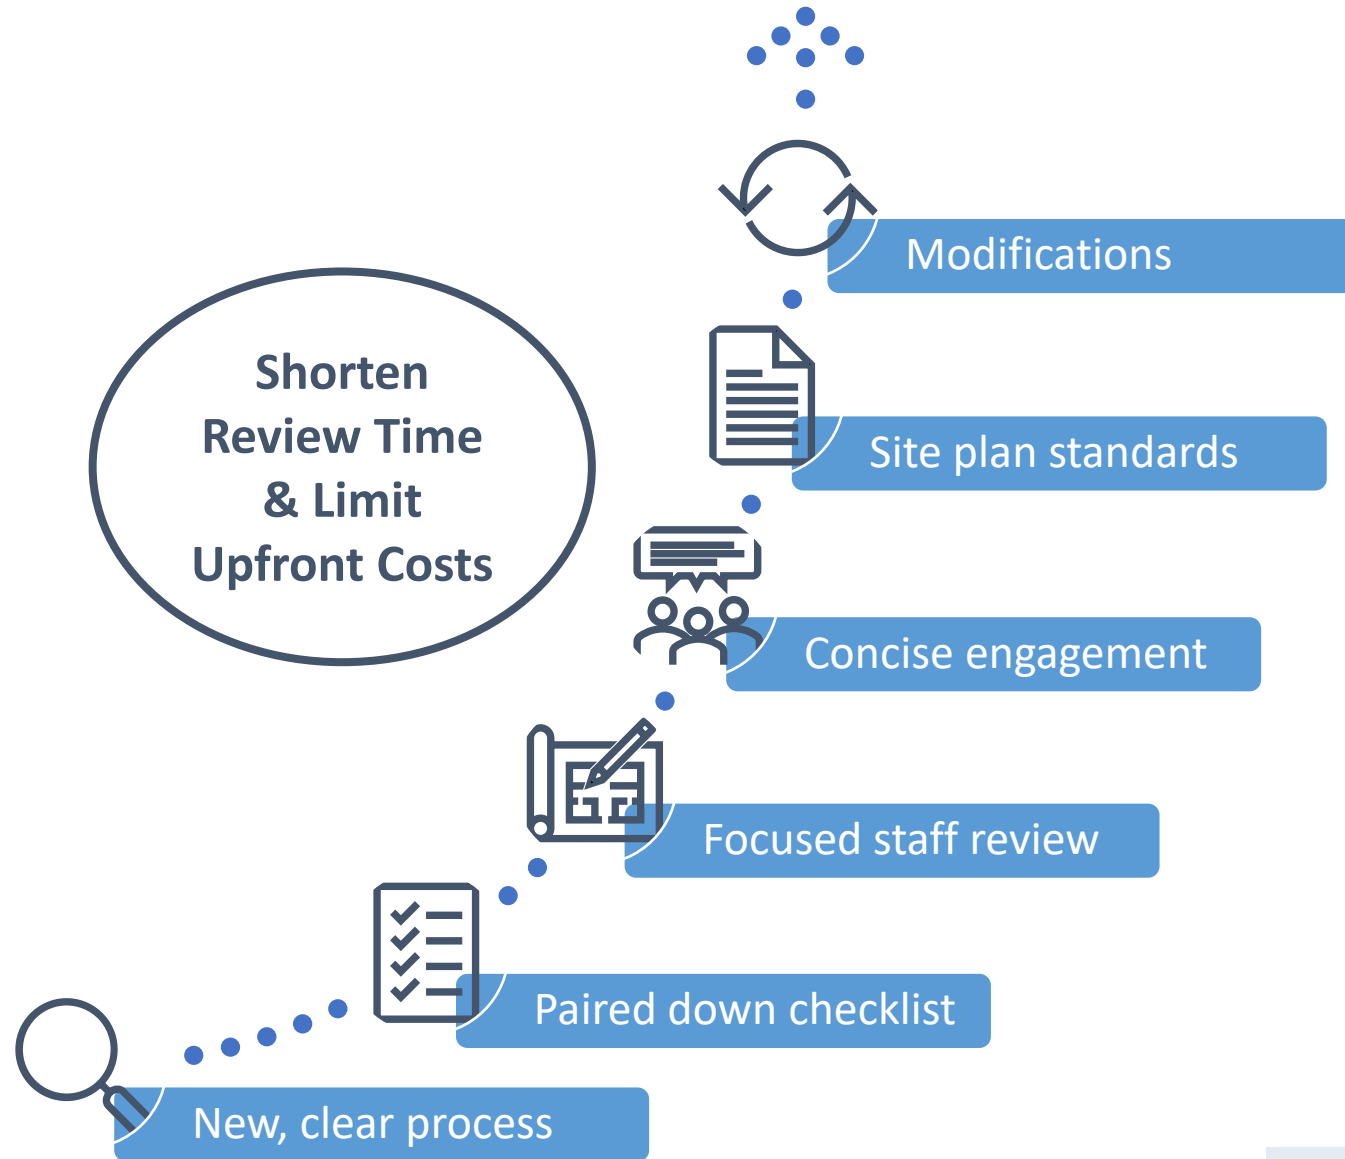 Modifications
Shorten
Review Time
& Limit
Upfront Costs
Site plan standards
Concise engagement
Focused staff review
Paired down checklist
New, clear process